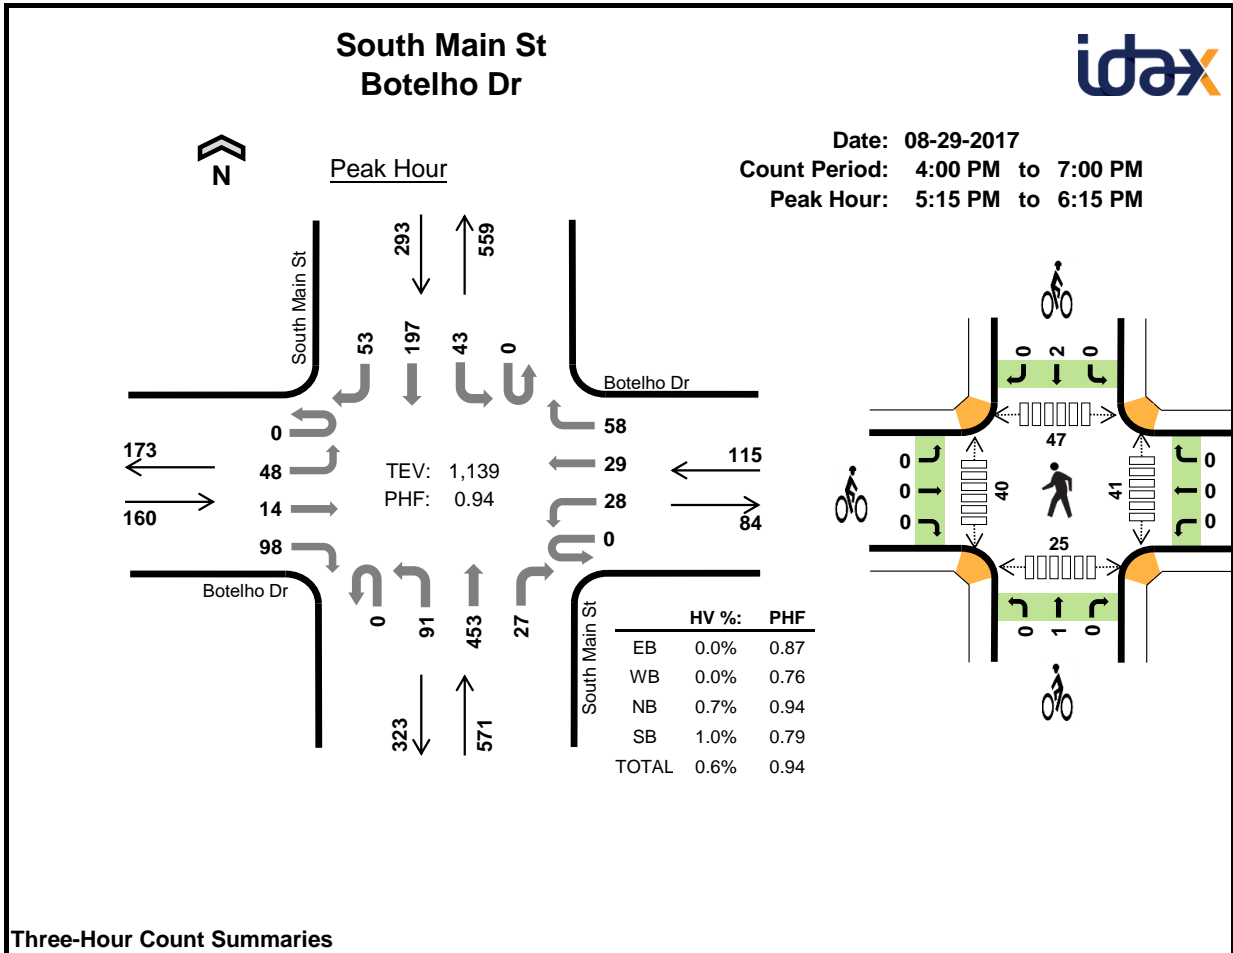 South Main St
Botelho Dr
idax
N
Peak Hour
Date: 08-29-2017
Count Period: 4:00 PM to 7:00 PM
Peak Hour: 5:15 PM to 6:15 PM
293
559
South Main St
53
197
43
0
Botelho Dr
0
48
14
98
173
160
TEV: 1,139
PHF: 0.94
58
29
28
0
115
84
Botelho Dr
0
91
453
27
South Main St
323
571
HV %: PHF
EB 0.0% 0.87
WB 0.0% 0.76
NB 0.7% 0.94
SB 1.0% 0.79
TOTAL 0.6% 0.94
0
2
0
47
0
0
0
40
41
0
0
0
25
0
1
0
Three-Hour Count Summaries